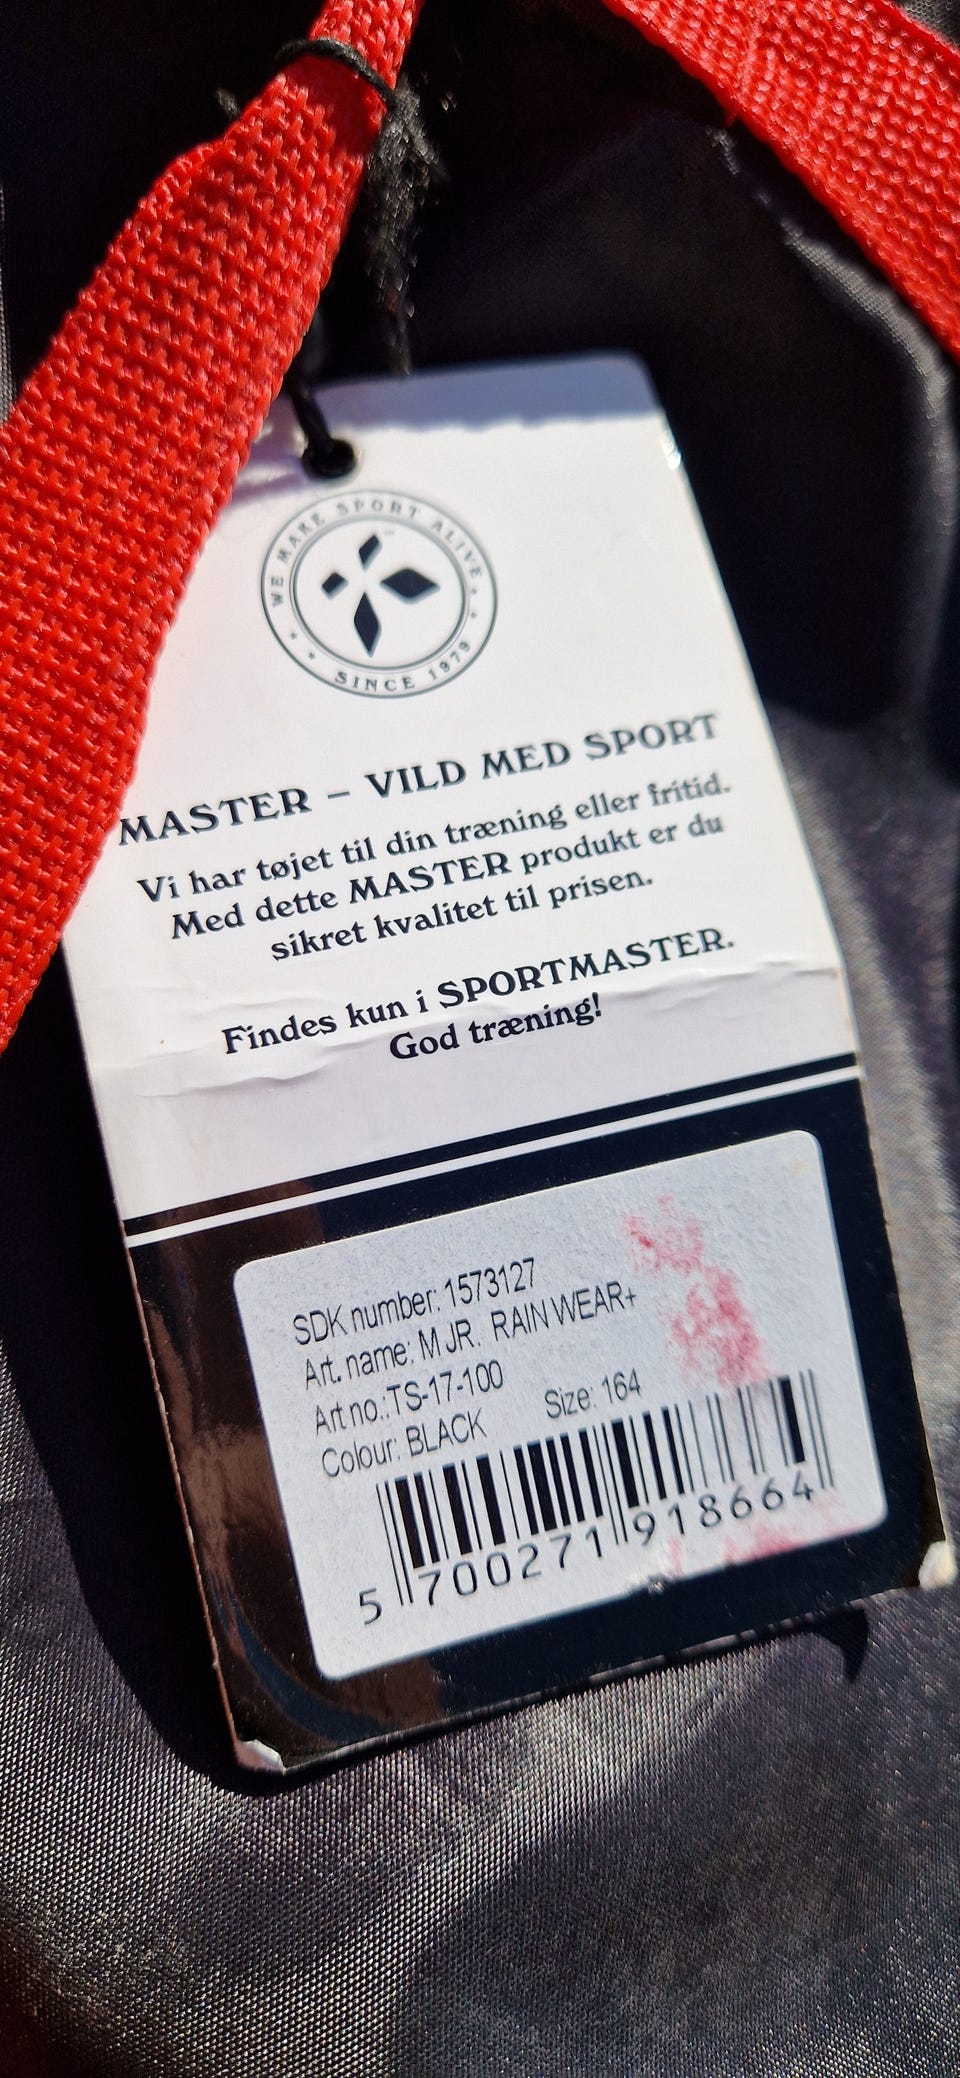 WE MAKE SPORT ALIVE
SINCE 1979
MASTER – VILD MED SPORT
Vi har tøjet til din træning eller fritid.
Med dette MASTER produkt er du
sikret kvalitet til prisen.
Findes kun i SPORTMASTER.
God træning!
SDK number: 1573127
Art. name: M JR. RAIN WEAR+
Art no.:TS-17-100
Colour: BLACK Size: 164
5 700271 918664